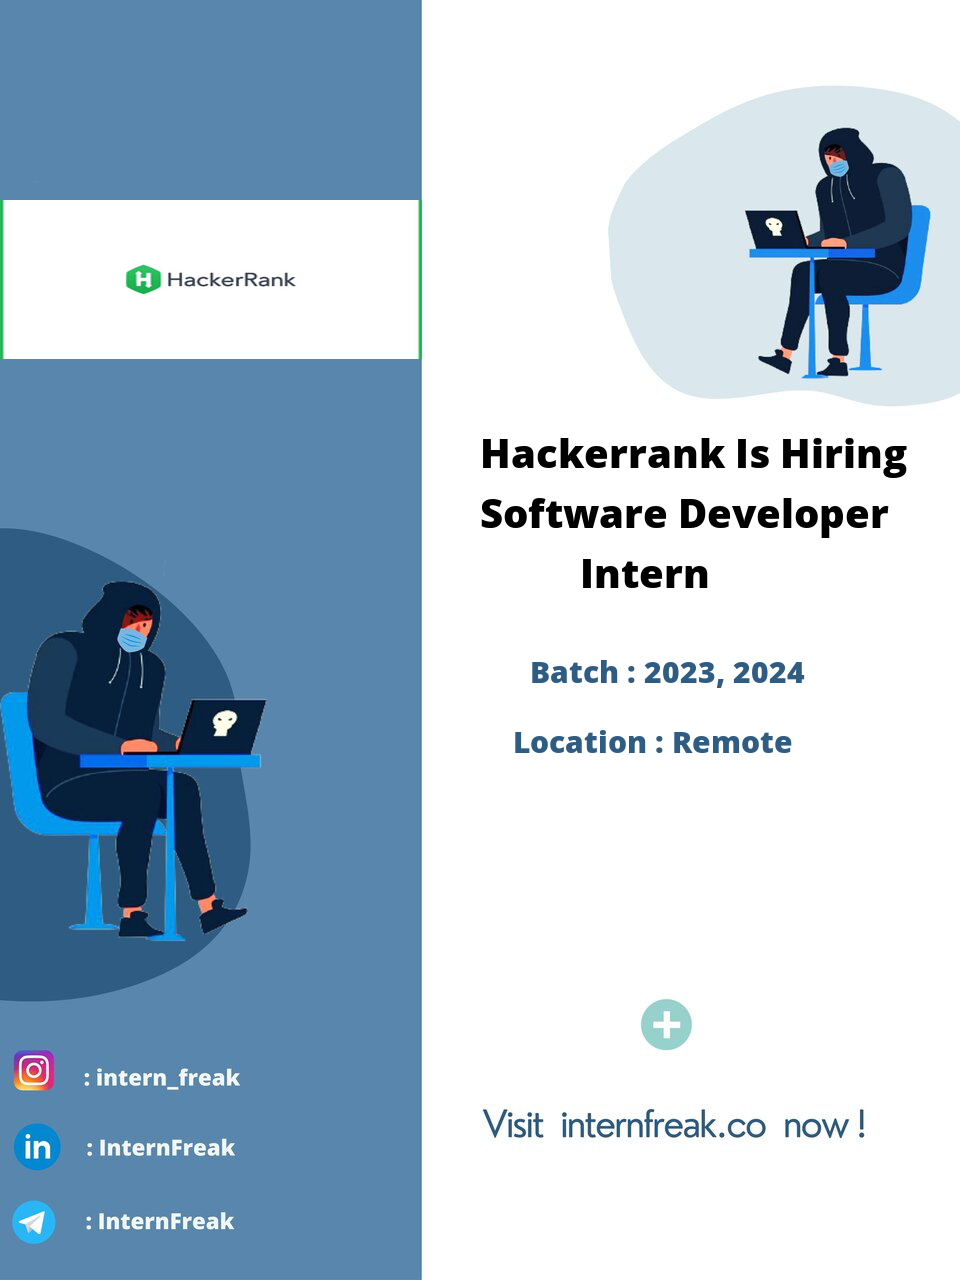 HackerRank
Hackerrank Is Hiring
Software Developer
Intern
Batch : 2023, 2024
Location : Remote
: intern_freak
in : InternFreak
: InternFreak
Visit internfreak.co now !